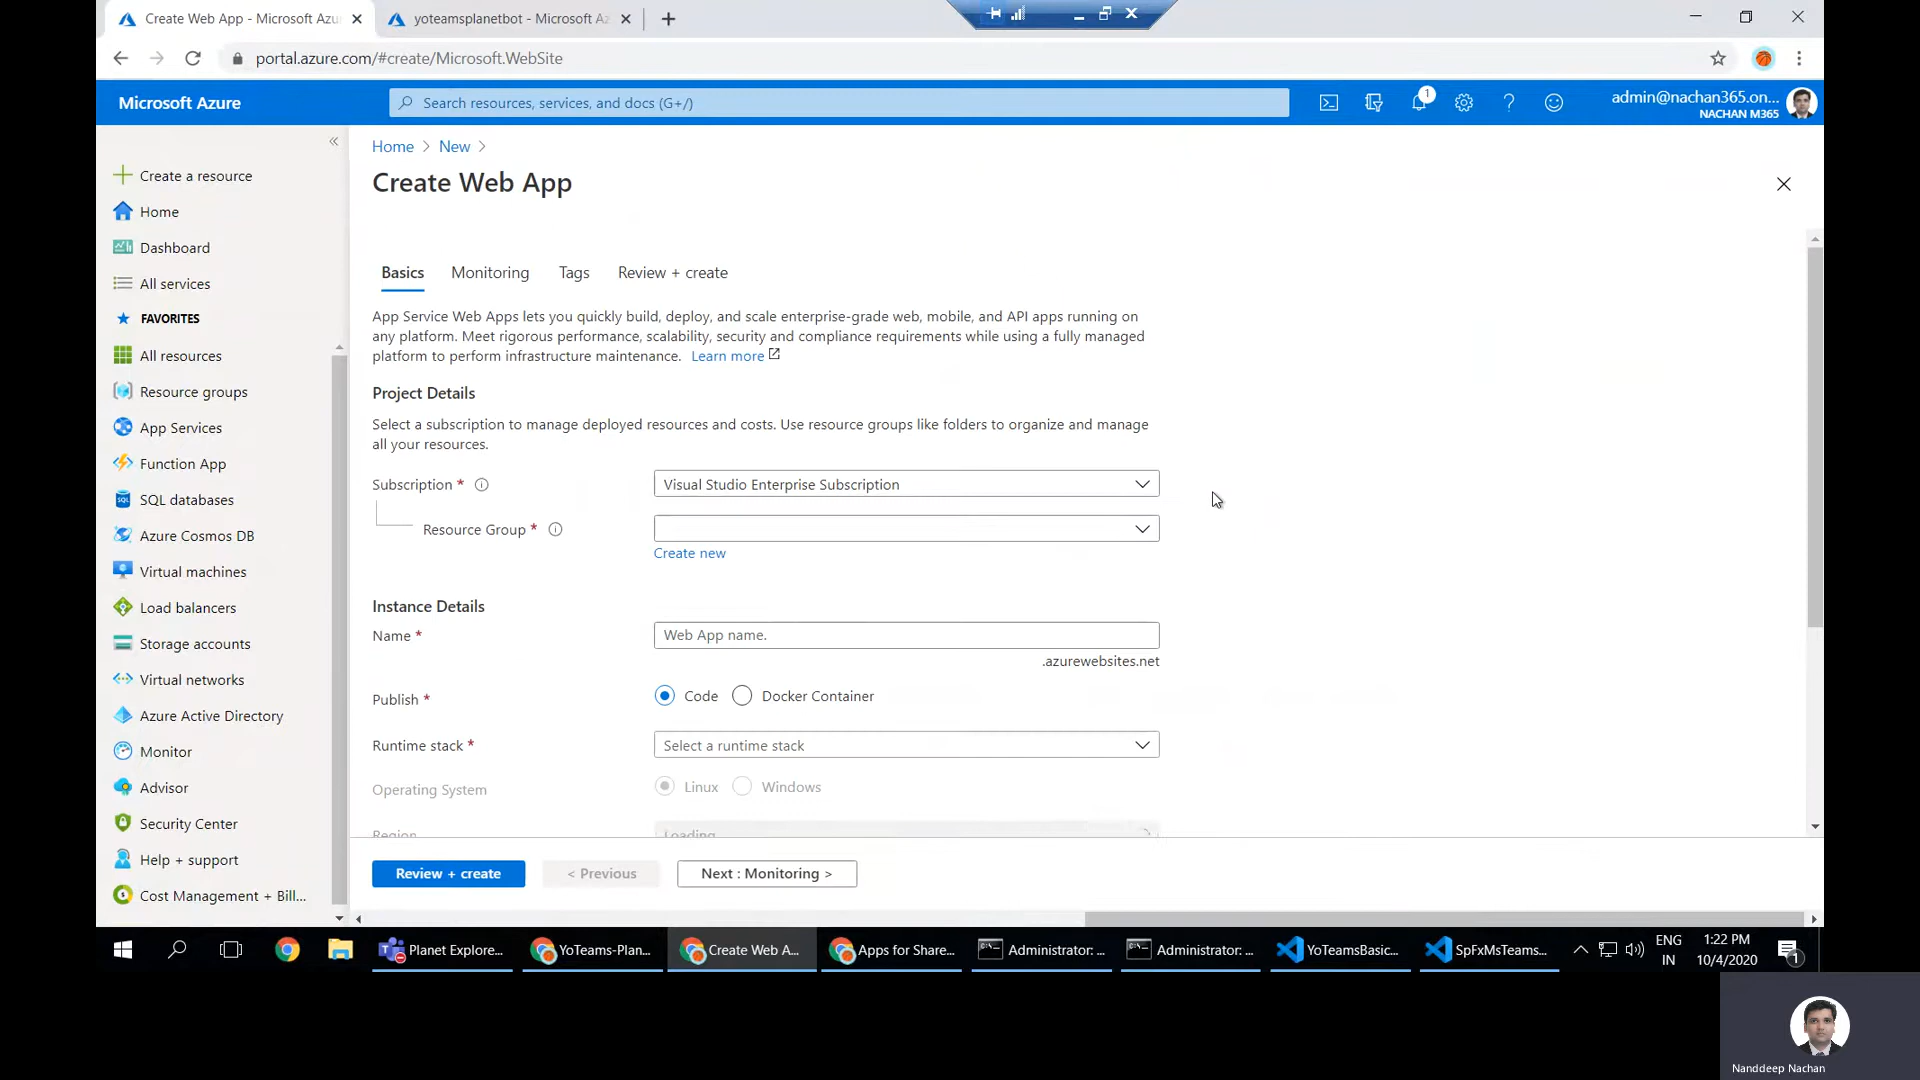 Create Web App - Microsoft Azu
yoteamsplanetbot - Microsoft Az
portal.azure.com/#create/Microsoft.WebSite
Microsoft Azure
Search resources, services, and docs (G+/)
1
admin@nachan365.on...
NACHAN M365
Home > New >
Create Web App
Create a resource
Home
Dashboard
All services
FAVORITES
All resources
Resource groups
App Services
Function App
SQL databases
Azure Cosmos DB
Virtual machines
Load balancers
Storage accounts
Virtual networks
Azure Active Directory
Monitor
Advisor
Security Center
Help + support
Cost Management + Bill...
Basics Monitoring Tags Review + create
App Service Web Apps lets you quickly build, deploy, and scale enterprise-grade web, mobile, and API apps running on
any platform. Meet rigorous performance, scalability, security and compliance requirements while using a fully managed
platform to perform infrastructure maintenance. Learn more
Project Details
Select a subscription to manage deployed resources and costs. Use resource groups like folders to organize and manage
all your resources.
Subscription * Visual Studio Enterprise Subscription
Resource Group *
Create new
Instance Details
Name * Web App name.
.azurewebsites.net
Publish * Code Docker Container
Runtime stack * Select a runtime stack
Operating System Linux Windows
Region Loading
Review + create < Previous Next : Monitoring >
Planet Explore... YoTeams-Plan... Create Web A... Apps for Share... Administrator: ... Administrator: ... YoTeamsBasic... SpFxMsTeams...
ENG
IN
1:22 PM
10/4/2020
1
Nanddeep Nachan